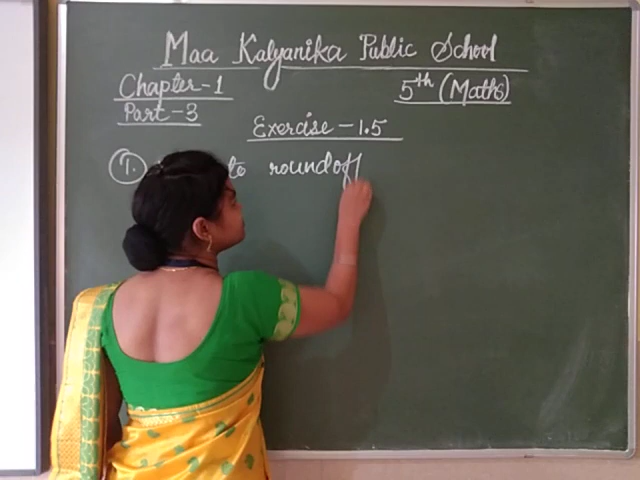 Maa Kalyanika Public School
Chapter-1 5th (Maths)
Part-3
Exercise-1.5
1. to roundoff